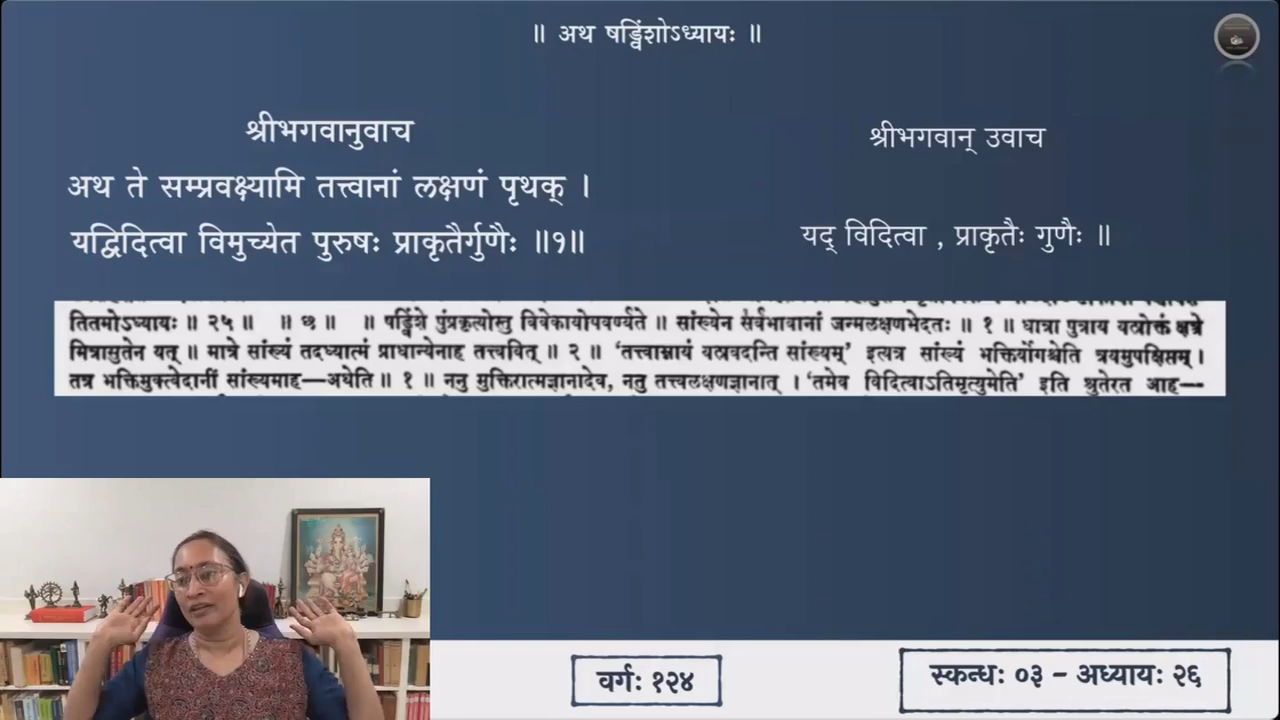 ॥ अथ षड्विंशोऽध्यायः ॥
श्रीभगवानुवाच
अथ ते सम्प्रवक्ष्यामि तत्त्वानां लक्षणं पृथक् ।
यद्विदित्वा विमुच्येत पुरुषः प्राकृतैर्गुणैः ॥१॥
श्रीभगवान् उवाच
यद् विदित्वा , प्राकृतैः गुणैः ॥
तितमोऽध्यायः ॥ २५ ॥ ॥ छ ॥ ॥ षड्विंशे पुंप्रकृत्योस्तु विवेकायोपवर्ण्यते ॥ सांख्येन सर्वभावानां जन्मलक्षणभेदतः ॥ १ ॥ धात्रा पुत्राय यत्प्रोक्तं क्षत्रे
मित्रासुतेन यत् ॥ मात्रे सांख्यं तदध्यात्मं प्राधान्येनाह तत्त्ववित् ॥ २ ॥ 'तत्त्वाम्नायं यत्प्रवदन्ति सांख्यम्' इत्यत्र सांख्यं भक्तिर्योगश्चेति त्रयमुपक्षिप्तम् ।
तत्र भक्तिमुक्त्वेदानीं सांख्यमाह—अथेति ॥ १ ॥ ननु मुक्तिरात्मज्ञानादेव, नतु तत्त्वलक्षणज्ञानात् । 'तमेव विदित्वाऽतिमृत्युमेति' इति श्रुतेरत आह—
वर्गः १२४
स्कन्धः ०३ – अध्यायः २६